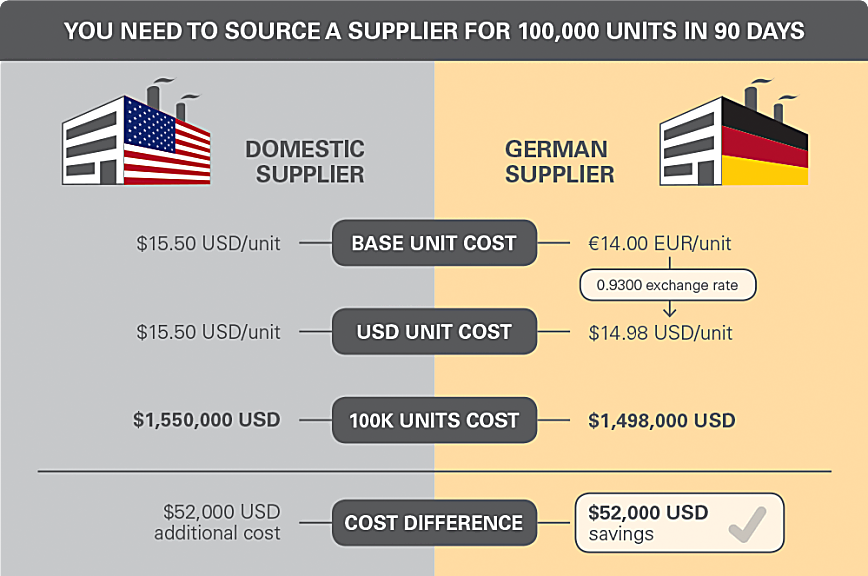 YOU NEED TO SOURCE A SUPPLIER FOR 100,000 UNITS IN 90 DAYS
DOMESTIC
SUPPLIER
GERMAN
SUPPLIER
$15.50 USD/unit
BASE UNIT COST
€14.00 EUR/unit
0.9300 exchange rate
$15.50 USD/unit
USD UNIT COST
$14.98 USD/unit
$1,550,000 USD
100K UNITS COST
$1,498,000 USD
$52,000 USD
additional cost
COST DIFFERENCE
$52,000 USD
savings